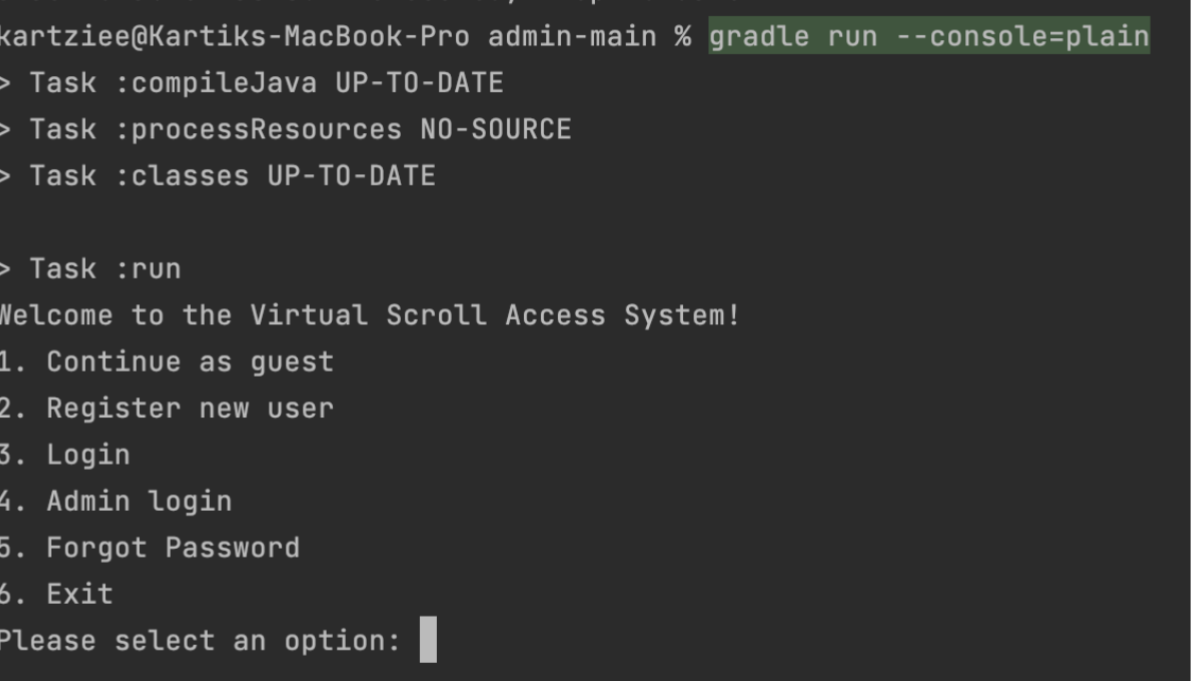 kartziee@Kartiks-MacBook-Pro admin-main % gradle run --console=plain
> Task :compileJava UP-TO-DATE
> Task :processResources NO-SOURCE
> Task :classes UP-TO-DATE
> Task :run
Welcome to the Virtual Scroll Access System!
1. Continue as guest
2. Register new user
3. Login
4. Admin login
5. Forgot Password
6. Exit
Please select an option: